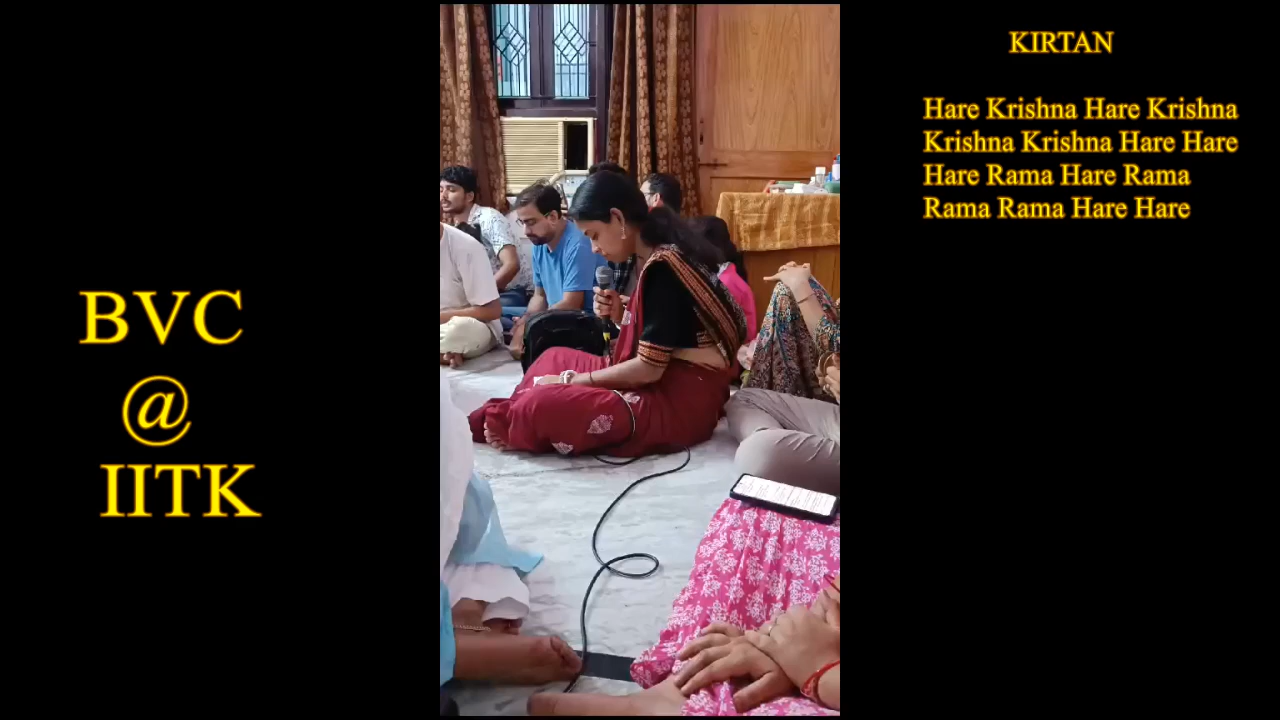 BVC
@
IITK
KIRTAN
Hare Krishna Hare Krishna
Krishna Krishna Hare Hare
Hare Rama Hare Rama
Rama Rama Hare Hare